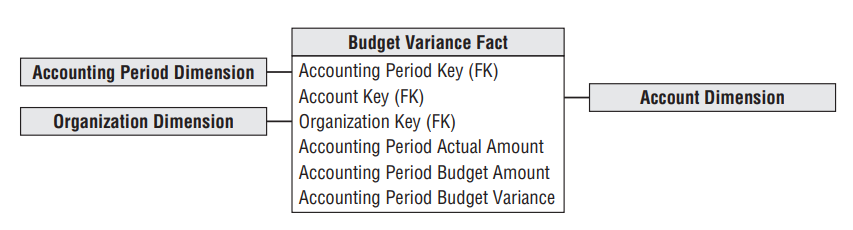 Budget Variance Fact
Accounting Period Dimension
Accounting Period Key (FK)
Account Key (FK)
Account Dimension
Organization Dimension
Organization Key (FK)
Accounting Period Actual Amount
Accounting Period Budget Amount
Accounting Period Budget Variance